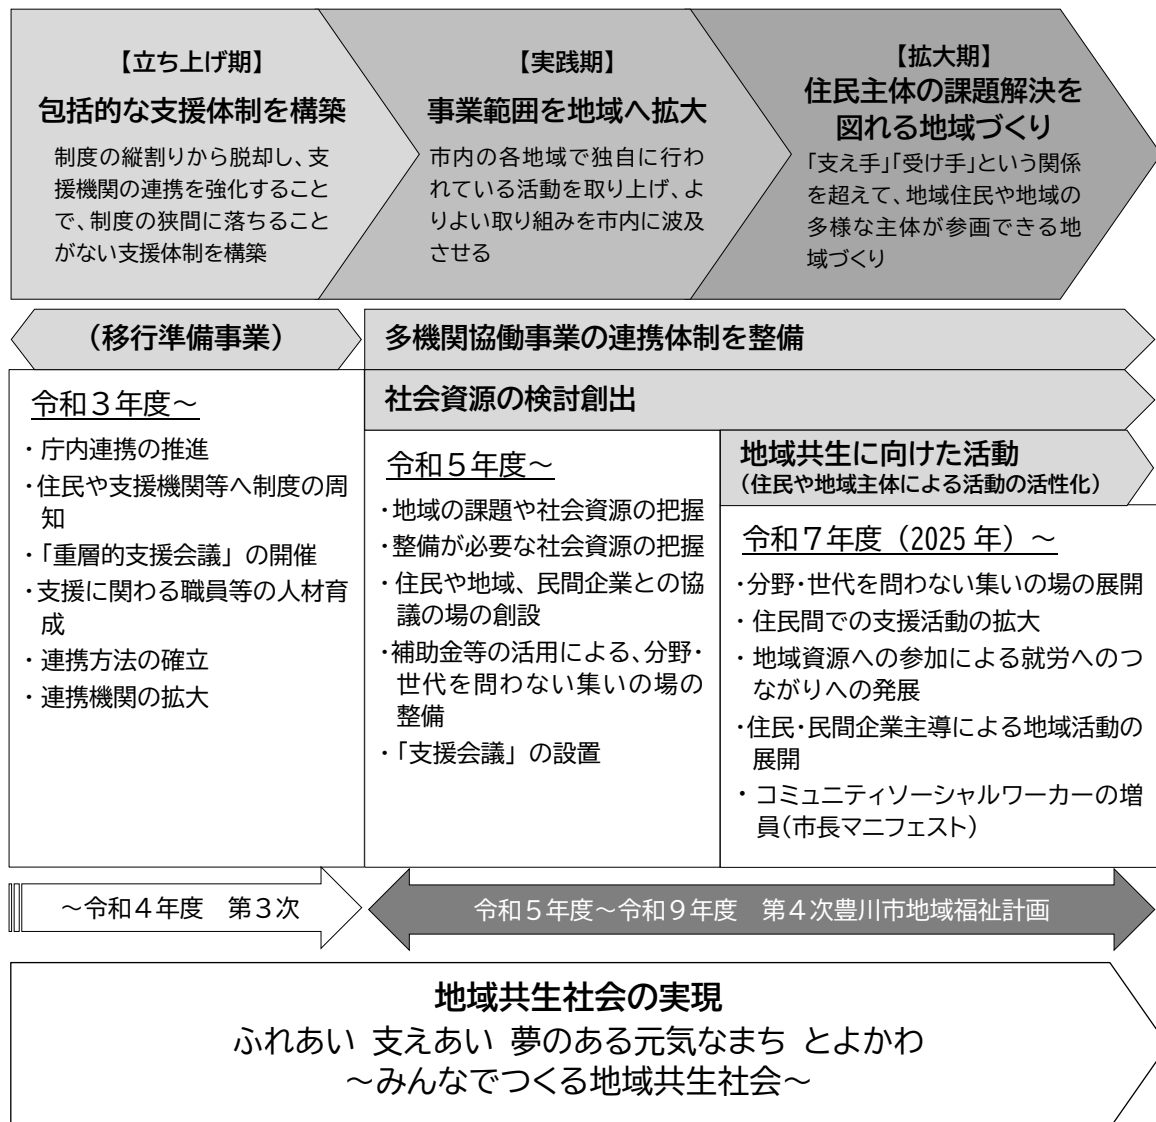 【立ち上げ期】
包括的な支援体制を構築
制度の縦割りから脱却し、支
援機関の連携を強化すること
で、制度の狭間に落ちること
がない支援体制を構築
【実践期】
事業範囲を地域へ拡大
市内の各地域で独自に行わ
れている活動を取り上げ、よ
りよい取り組みを市内に波及
させる
【拡大期】
住民主体の課題解決を
図れる地域づくり
「支え手」「受け手」という関係
を超えて、地域住民や地域の
多様な主体が参画できる地
域づくり
（移行準備事業）
多機関協働事業の連携体制を整備
社会資源の検討創出
令和３年度～
・庁内連携の推進
・住民や支援機関等へ制度の周
知
・「重層的支援会議」の開催
・支援に関わる職員等の人材育
成
・連携方法の確立
・連携機関の拡大
令和５年度～
・地域の課題や社会資源の把握
・整備が必要な社会資源の把握
・住民や地域、民間企業との協
議の場の創設
・補助金等の活用による、分野・
世代を問わない集いの場の
整備
・「支援会議」の設置
地域共生に向けた活動
（住民や地域主体による活動の活性化）
令和７年度（2025年）～
・分野・世代を問わない集いの場の展開
・住民間での支援活動の拡大
・地域資源への参加による就労へのつ
ながりへの発展
・住民・民間企業主導による地域活動の
展開
・コミュニティソーシャルワーカーの増
員（市長マニフェスト）
～令和４年度　第３次
令和５年度～令和９年度　第４次豊川市地域福祉計画
地域共生社会の実現
ふれあい 支えあい 夢のある元気なまち とよかわ
～みんなでつくる地域共生社会～